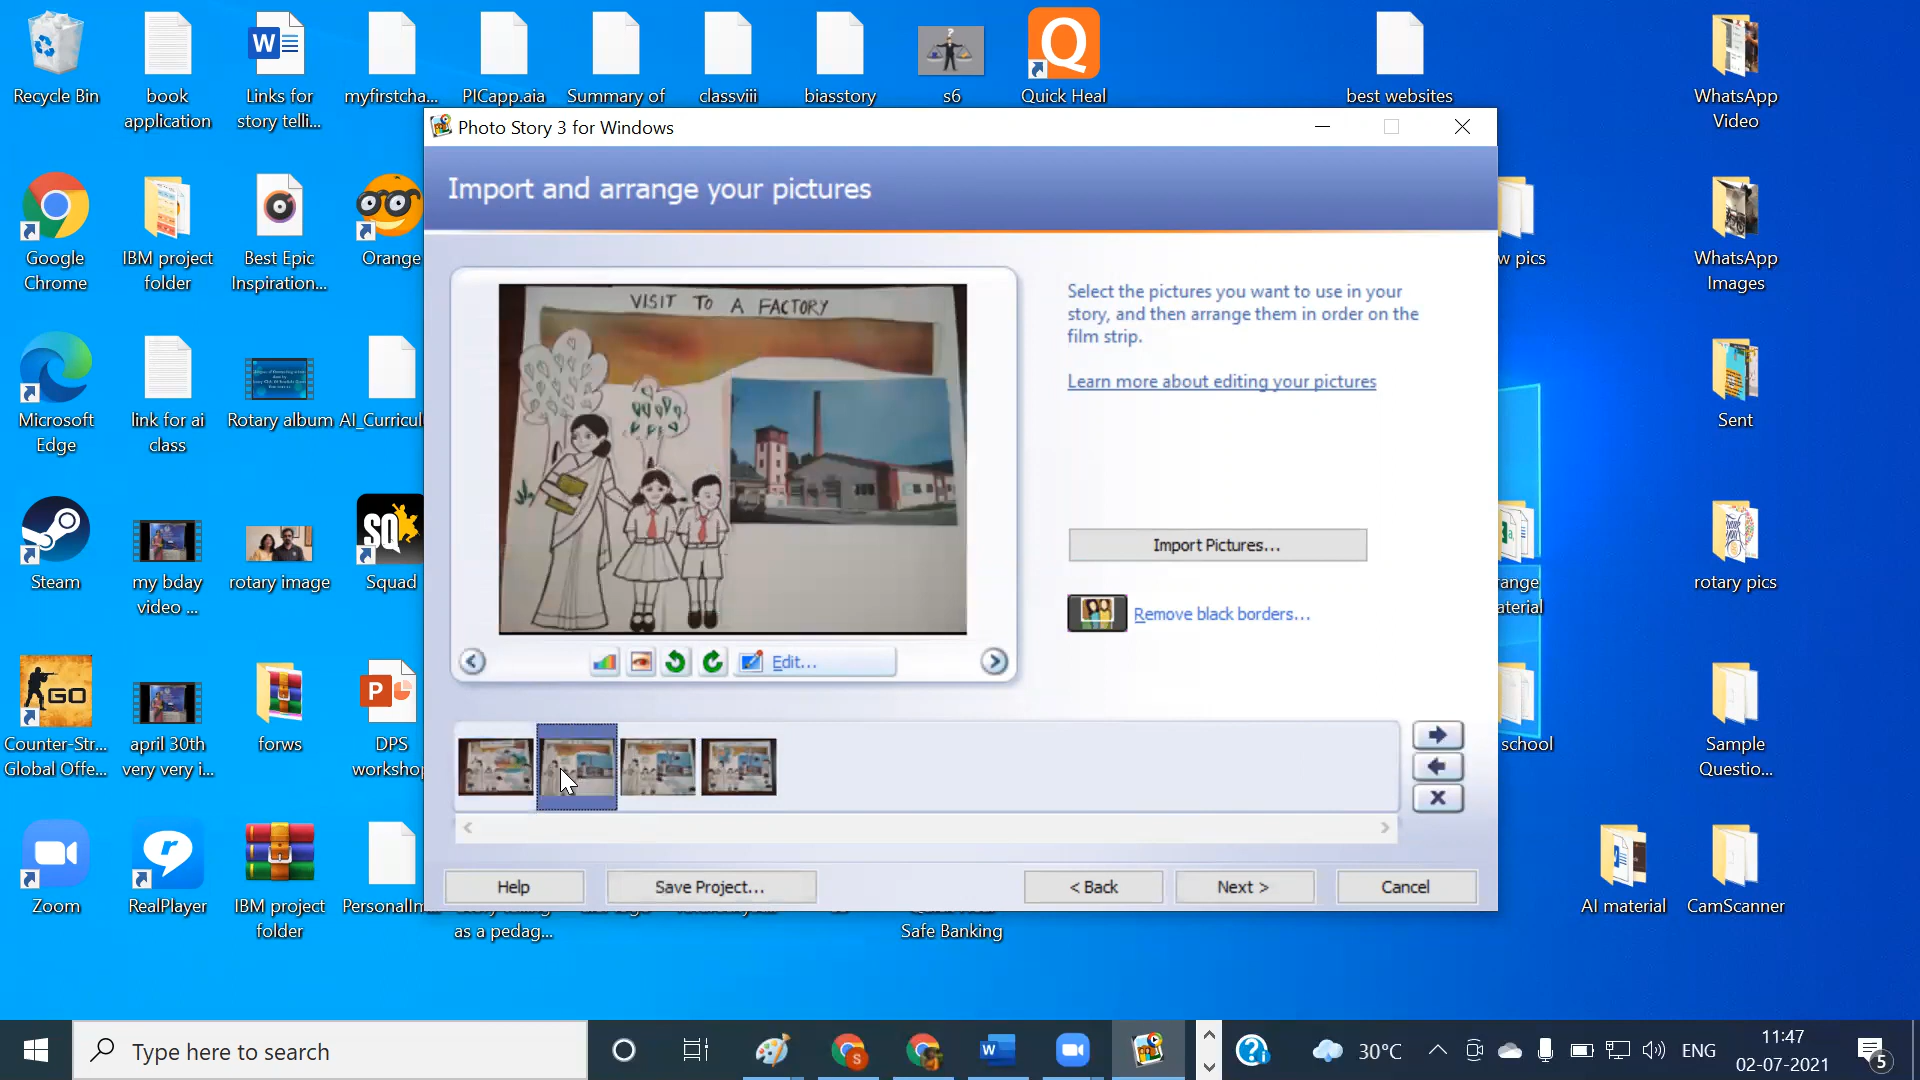 Recycle Bin
book
application
Links for
story telli...
myfirstcha...
PICapp.aia
Summary of
classviii
biasstory
s6
Quick Heal
best websites
WhatsApp
Video
Photo Story 3 for Windows
Import and arrange your pictures
Google
Chrome
IBM project
folder
Best Epic
Inspiration...
Orange
w pics
WhatsApp
Images
VISIT TO A FACTORY
Select the pictures you want to use in your
story, and then arrange them in order on the
film strip.
Learn more about editing your pictures
Microsoft
Edge
link for ai
class
Rotary album
AI_Curricul
Sent
Import Pictures...
Remove black borders...
Steam
my bday
video ...
rotary image
SQ
Squad
range
aterial
rotary pics
Edit...
GO
Counter-Str...
Global Offe...
april 30th
very very i...
forws
DPS
workshop
school
Sample
Questio...
Zoom
RealPlayer
IBM project
folder
PersonalIm
as a pedag...
Safe Banking
AI material
CamScanner
Help
Save Project...
< Back
Next >
Cancel
Type here to search
30°C
ENG
11:47
02-07-2021
5